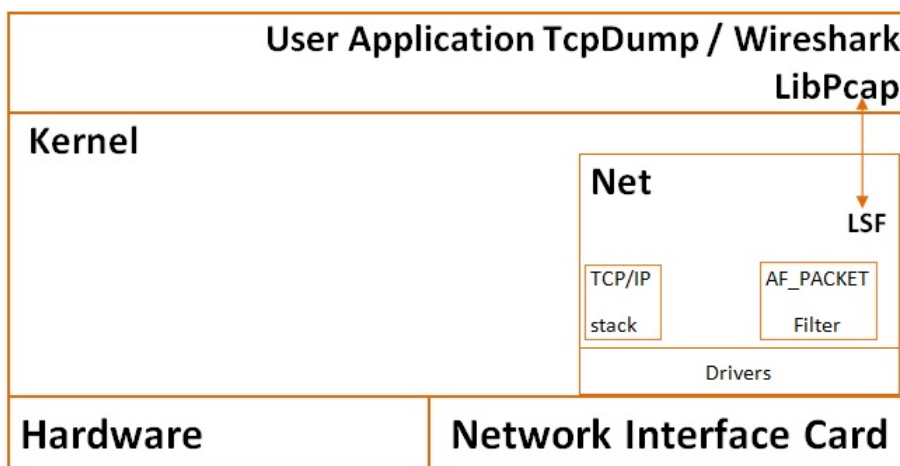 User Application TcpDump / Wireshark
LibPcap
Kernel
Net
LSF
TCP/IP
stack
AF_PACKET
Filter
Drivers
Hardware
Network Interface Card